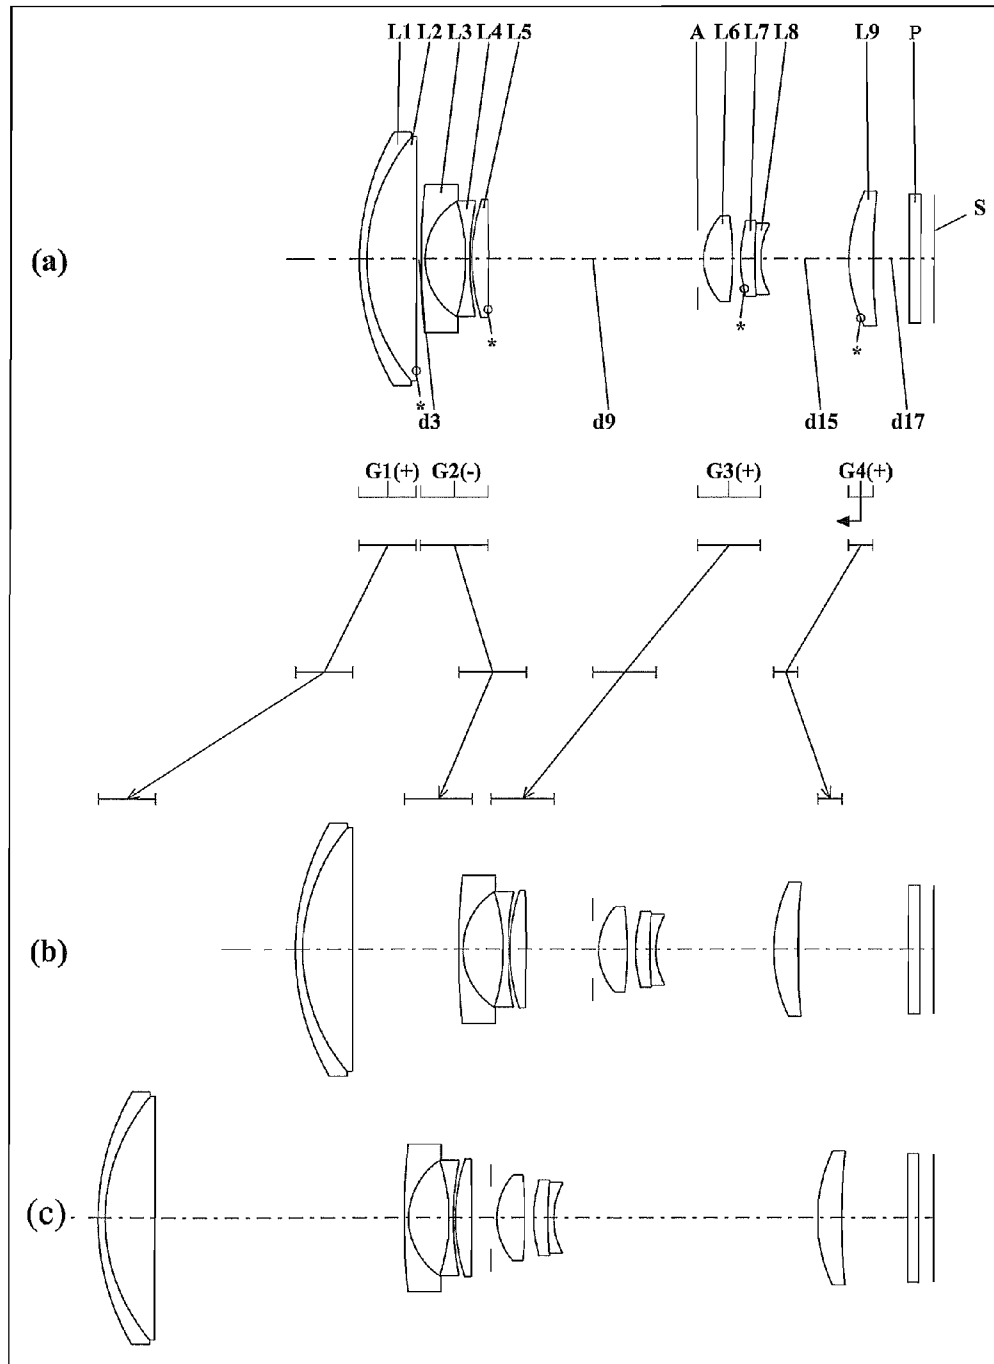 L1 L2 L3 L4 L5 A L6 L7 L8 L9 P
S
(a)
*
*
*
*
d3 d9 d15 d17
G1(+) G2(-) G3(+) G4(+)
(b)
(c)